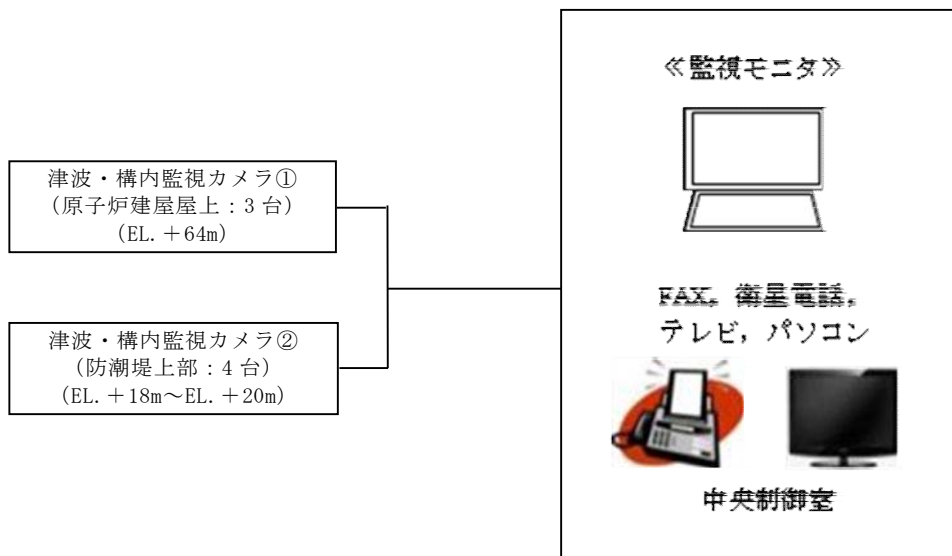 津波・構内監視カメラ①
(原子炉建屋屋上:3台)
(EL.+64m)
津波・構内監視カメラ②
(防潮堤上部:4台)
(EL.+18m～EL.+20m)
≪監視モニタ≫
FAX, 衛星電話,
テレビ, パソコン
中央制御室